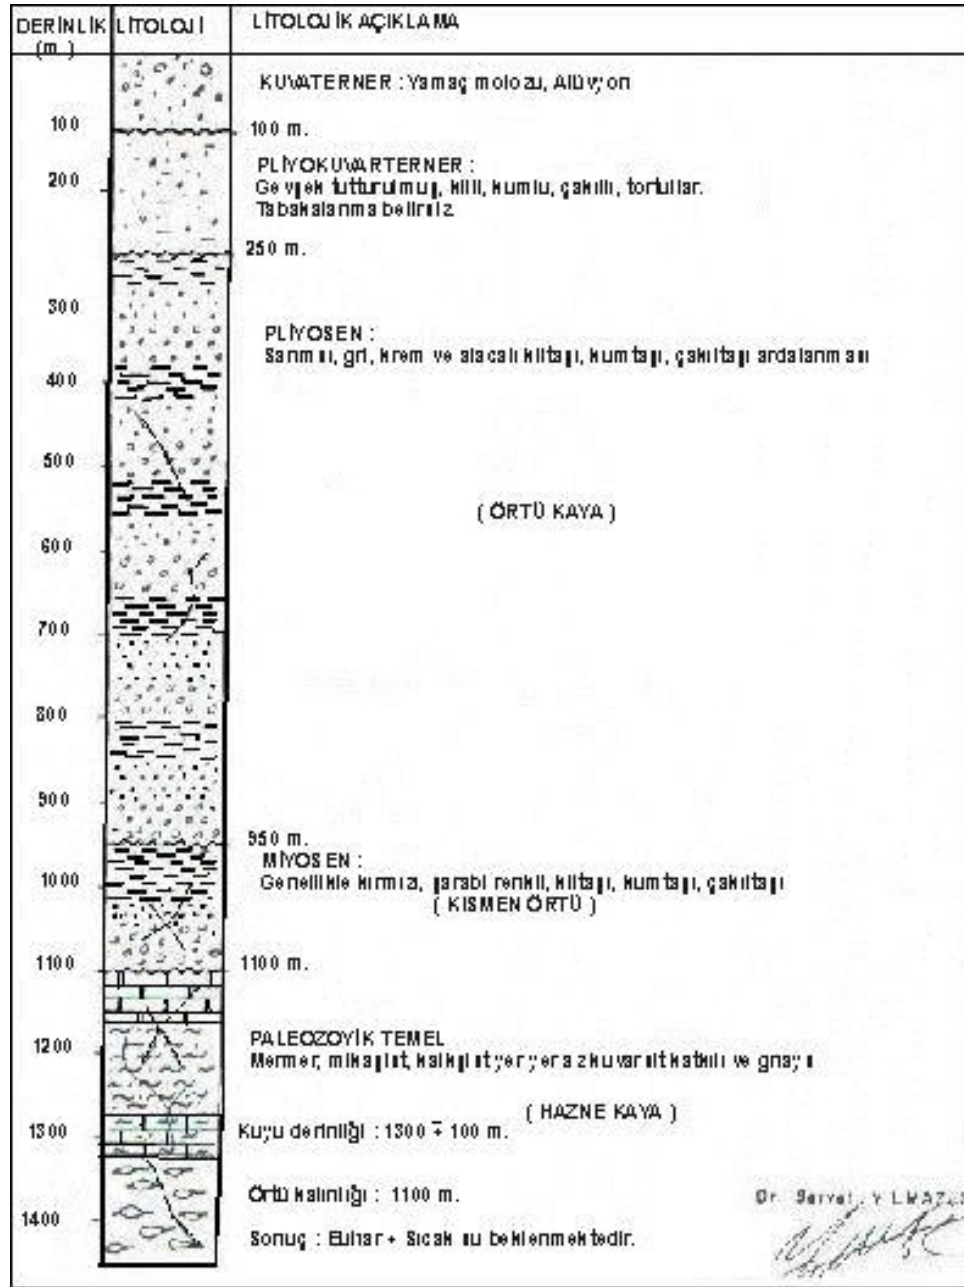 DERİNLİK LİTOLOJİ LİTOLOJİK AÇIKLAMA
(m.)
KUVATERNER : Yamaç molozu, Alüvyon
100 100 m.
PLİYOKUVARTERNER :
200 Gevşek tutturulmuş, killi, kumlu, çakıllı, tortullar.
Tabakalanma belirsiz
250 m.
300
PLİYOSEN :
Sarımsı, gri, krem ve alacalı kiltaşı, kumtaşı, çakıltaşı ardalanması
400
500
( ÖRTÜ KAYA )
600
700
800
900
950 m.
MİYOSEN :
1000 Genellikle kırmızı, şarabi renkli, kiltaşı, kumtaşı, çakıltaşı
( KISMEN ÖRTÜ )
1100 1100 m.
PALEOZOYİK TEMEL
1200 Mermer, mikaşist, kalkşist yer yer az kuvarsit katkılı ve gnays
( HAZNE KAYA )
1300 Kuyu derinliği : 1300 ∓ 100 m.
Örtü kalınlığı : 1100 m. Dr. Servet YILMAZ
1400
Sonuç : Buhar + Sıcak su beklenmektedir.